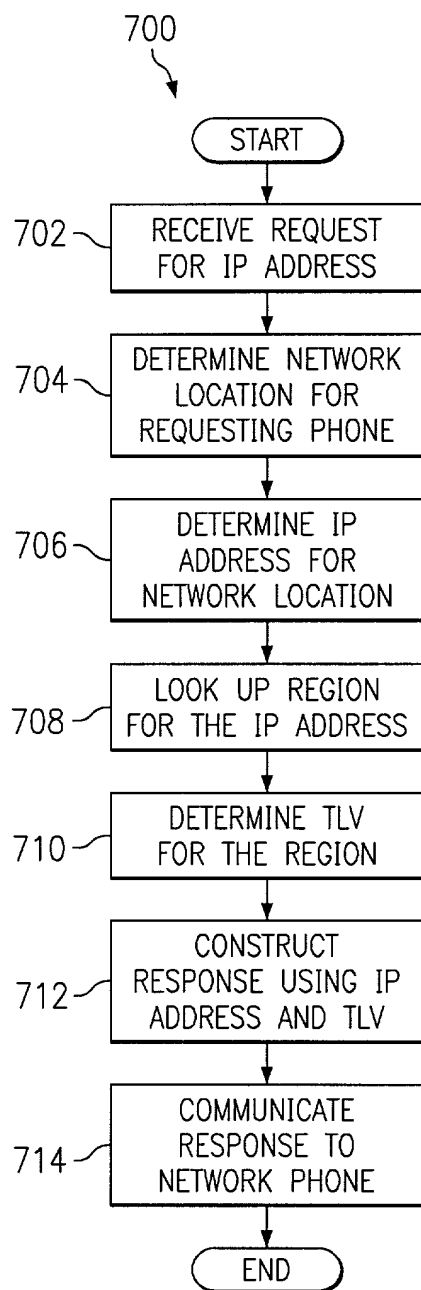 700
START
702
RECEIVE REQUEST
FOR IP ADDRESS
704
DETERMINE NETWORK
LOCATION FOR
REQUESTING PHONE
706
DETERMINE IP
ADDRESS FOR
NETWORK LOCATION
708
LOOK UP REGION
FOR THE IP ADDRESS
710
DETERMINE TLV
FOR THE REGION
712
CONSTRUCT
RESPONSE USING IP
ADDRESS AND TLV
714
COMMUNICATE
RESPONSE TO
NETWORK PHONE
END